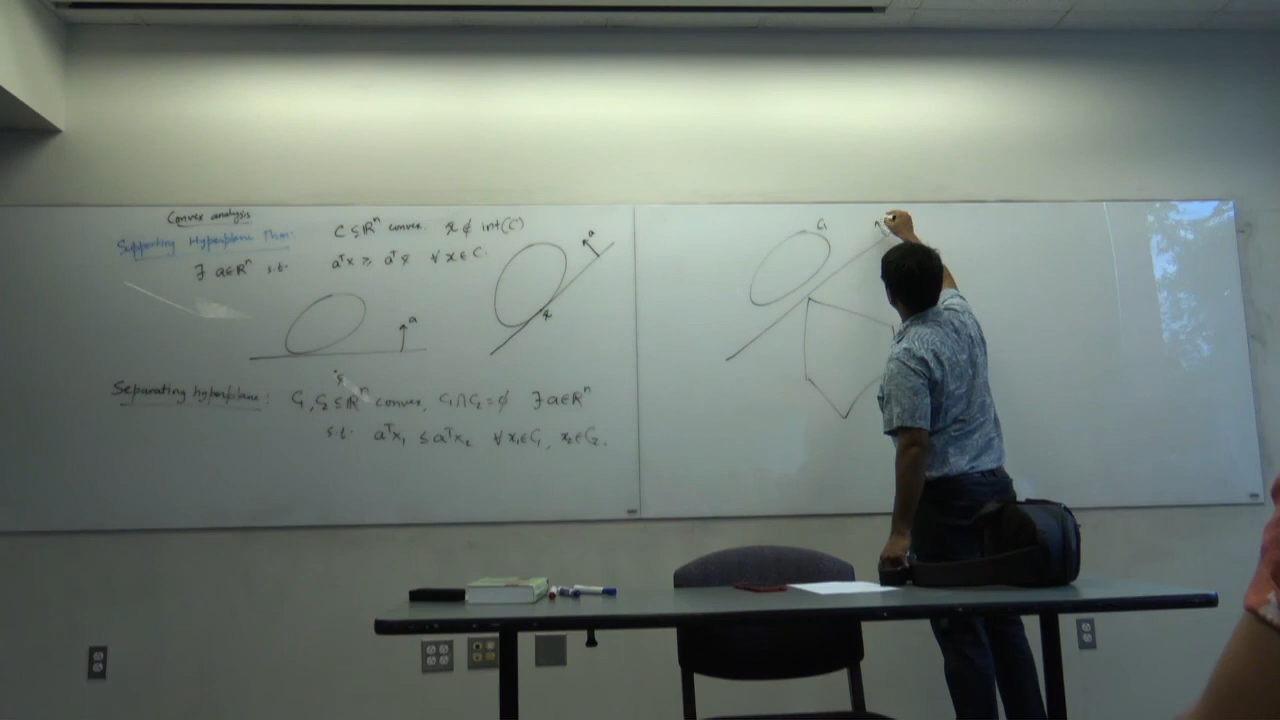 Convex analysis
Supporting Hyperplane Thm:
C ⊆ ℝⁿ convex. x̄ ∉ int(C)
∃ a∈ℝⁿ s.t. aᵀx ≥ aᵀx̄ ∀ x∈C.
a
x̄
a
x̄
Separating hyperplane: C₁, C₂ ⊆ ℝⁿ convex, C₁∩C₂=∅ ∃ a∈ℝⁿ
s.t. aᵀx₁ ≤ aᵀx₂ ∀ x₁∈C₁, x₂∈C₂.
C₁